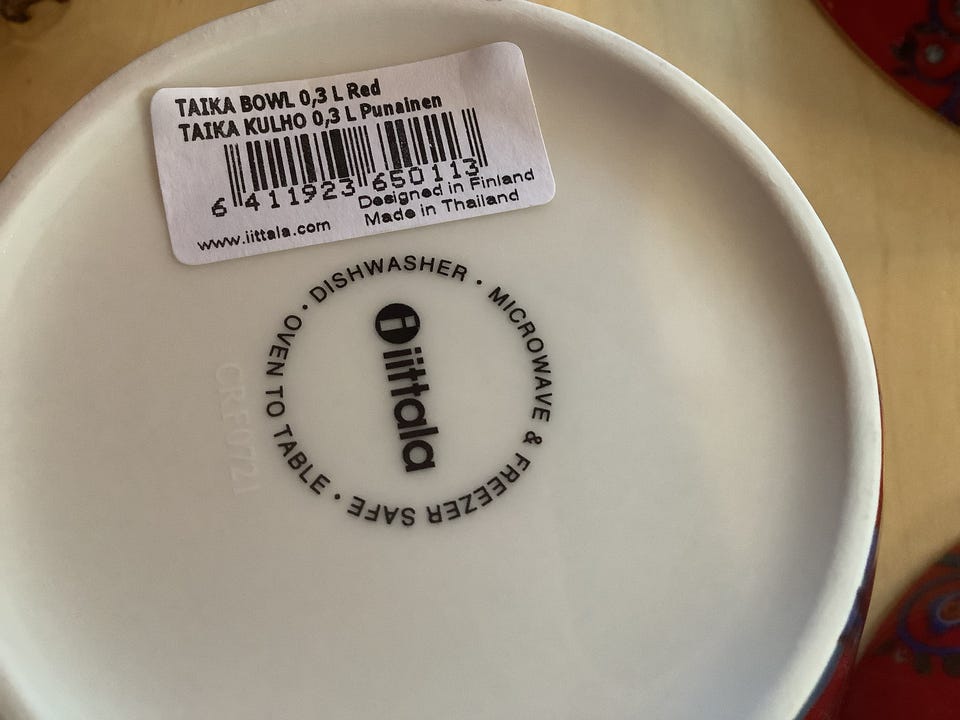 TAIKA BOWL 0,3 L Red
TAIKA KULHO 0,3 L Punainen
6 411923 650113
Designed in Finland
www.iittala.com
Made in Thailand
DISHWASHER · MICROWAVE & FREEZER SAFE · OVEN TO TABLE ·
iittala